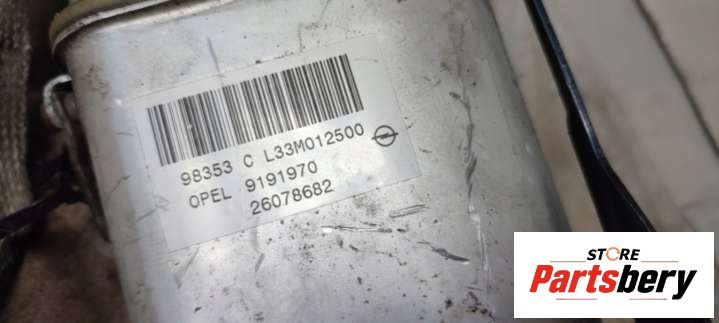 98353 C L33M012500
OPEL 9191970
26078682
STORE
Partsbery